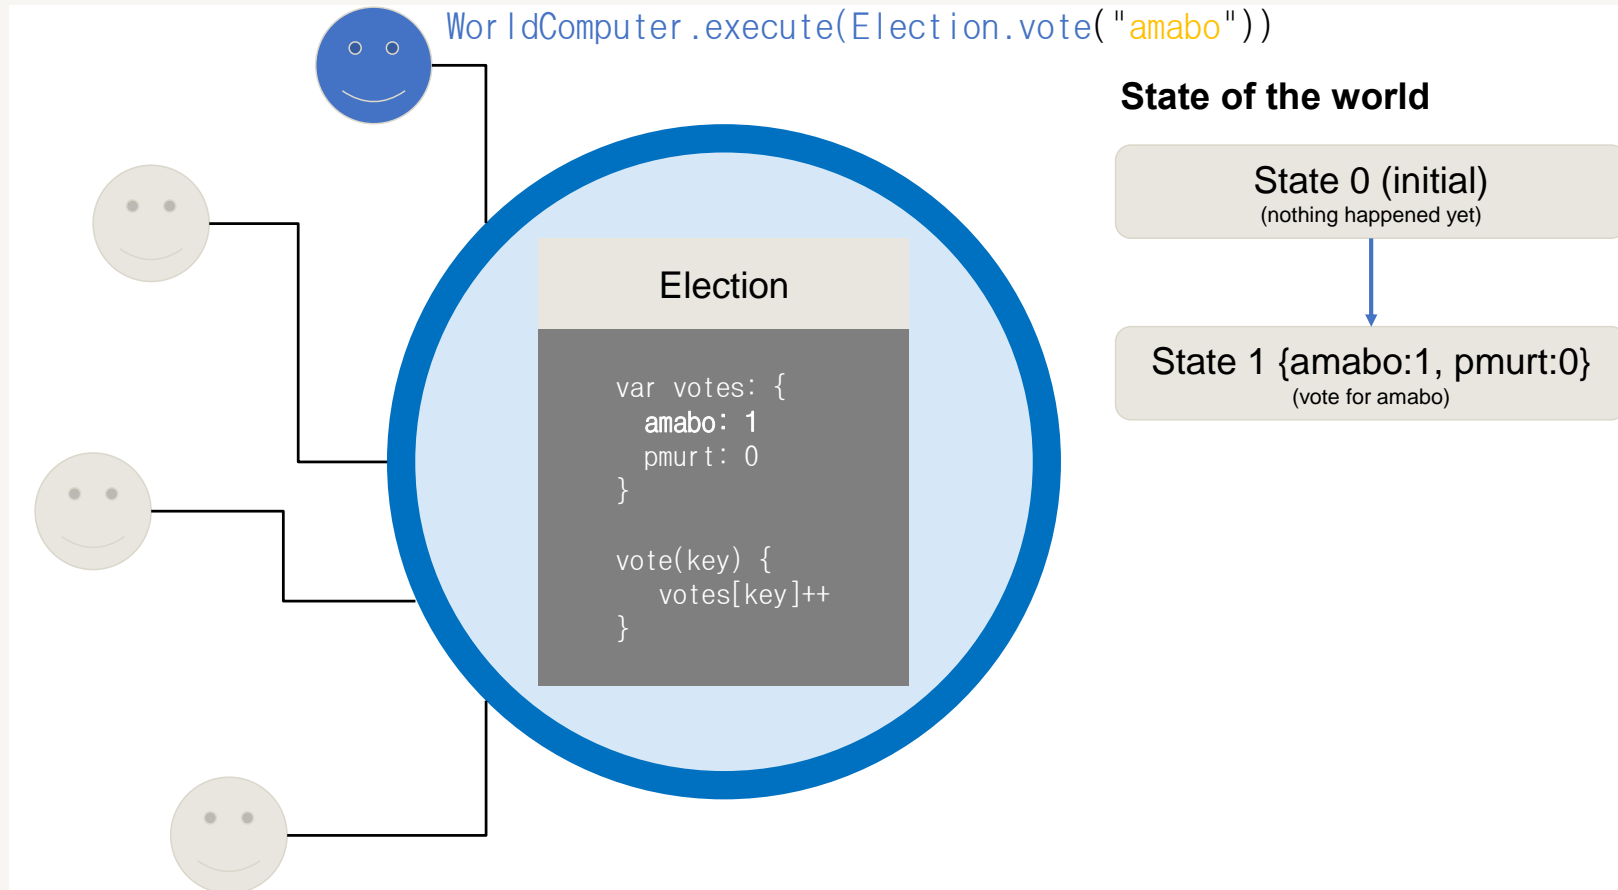 WorldComputer.execute(Election.vote("amabo"))
State of the world
State 0 (initial)
(nothing happened yet)
State 1 {amabo:1, pmurt:0}
(vote for amabo)
Election
var votes: {
amabo: 1
pmurt: 0
}
vote(key) {
votes[key]++
}